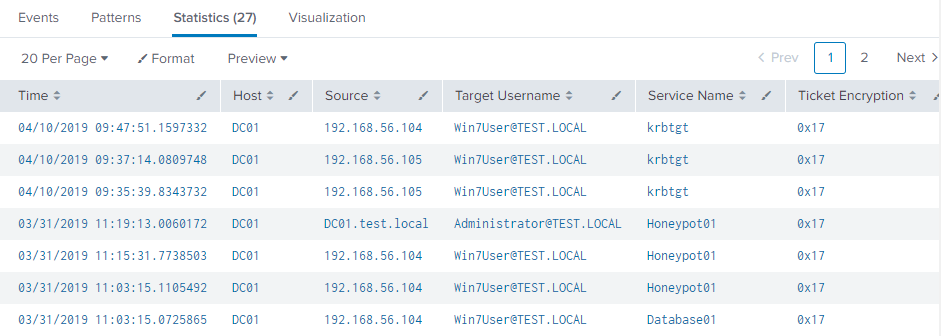 Events Patterns Statistics (27) Visualization
20 Per Page Format Preview Prev 1 2 Next
Time Host Source Target Username Service Name Ticket Encryption
04/10/2019 09:47:51.1597332 DC01 192.168.56.104 Win7User@TEST.LOCAL krbtgt 0x17
04/10/2019 09:37:14.0809748 DC01 192.168.56.105 Win7User@TEST.LOCAL krbtgt 0x17
04/10/2019 09:35:39.8343732 DC01 192.168.56.105 Win7User@TEST.LOCAL krbtgt 0x17
03/31/2019 11:19:13.0060172 DC01 DC01.test.local Administrator@TEST.LOCAL Honeypot01 0x17
03/31/2019 11:15:31.7738503 DC01 192.168.56.104 Win7User@TEST.LOCAL Honeypot01 0x17
03/31/2019 11:03:15.1105492 DC01 192.168.56.104 Win7User@TEST.LOCAL Honeypot01 0x17
03/31/2019 11:03:15.0725865 DC01 192.168.56.104 Win7User@TEST.LOCAL Database01 0x17